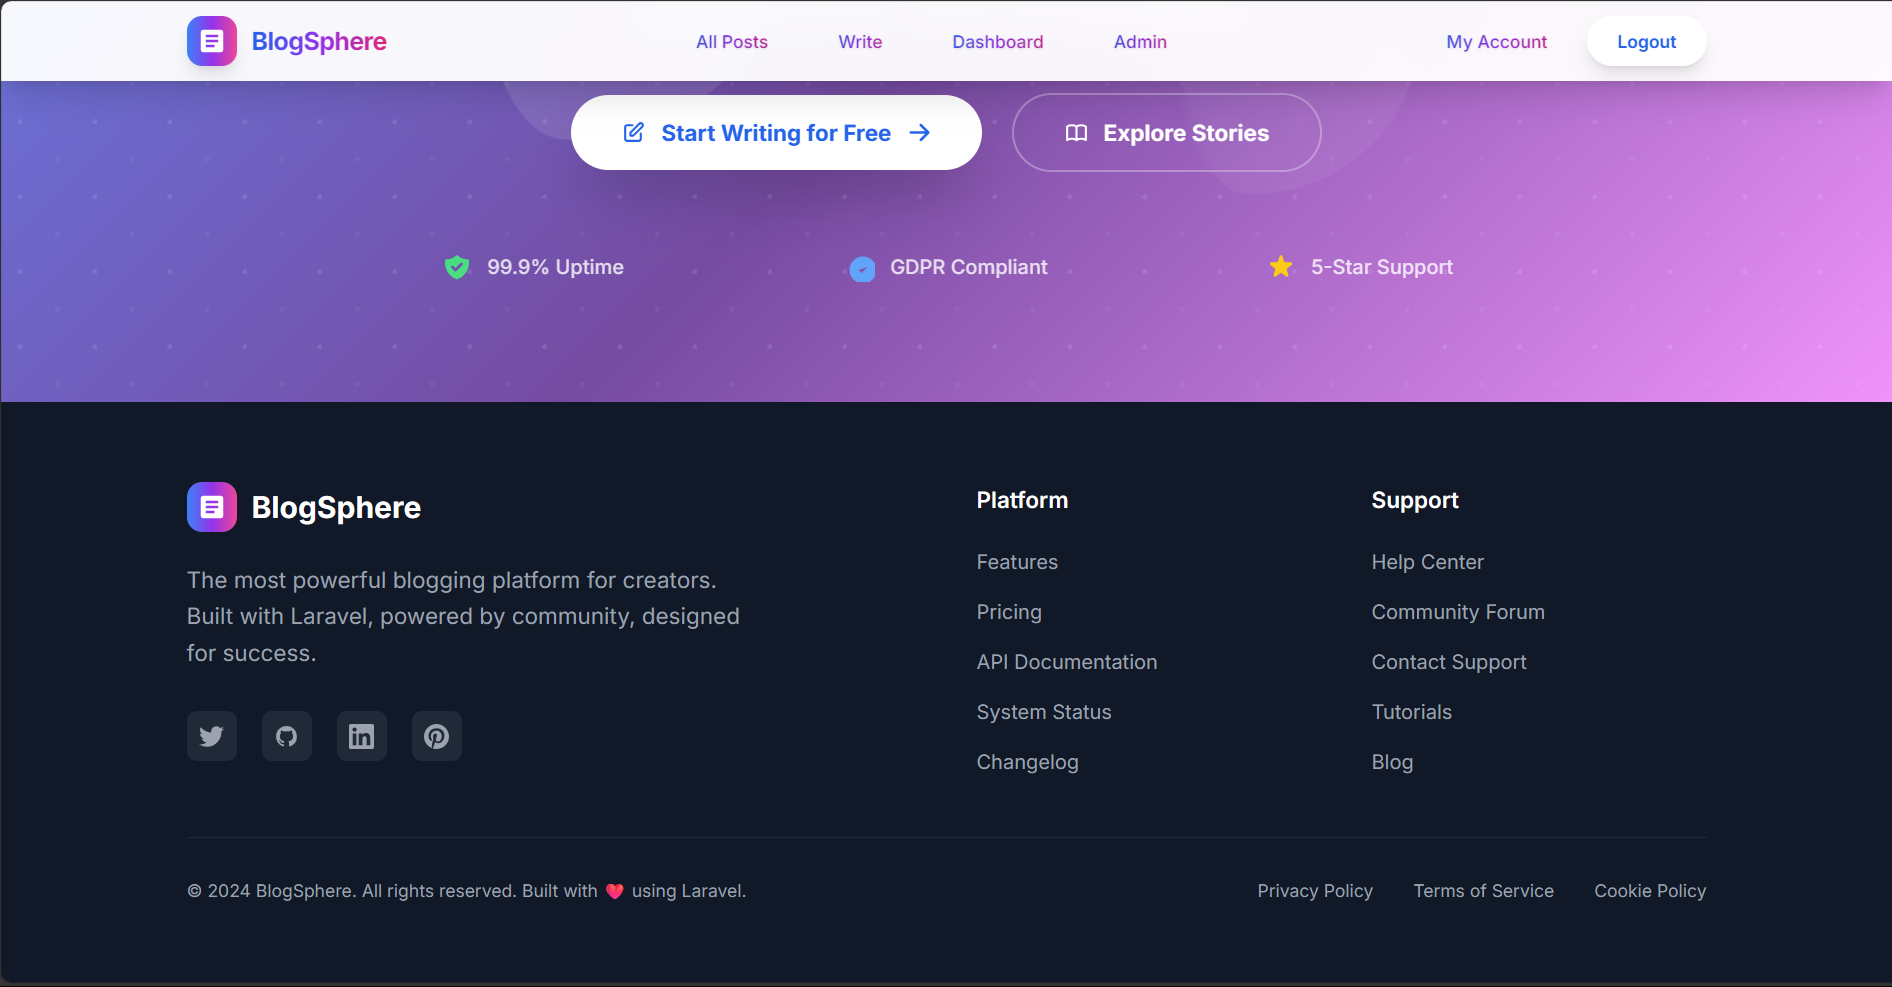 BlogSphere
All Posts
Write
Dashboard
Admin
My Account
Logout
Start Writing for Free
Explore Stories
99.9% Uptime
GDPR Compliant
5-Star Support
BlogSphere
The most powerful blogging platform for creators.
Built with Laravel, powered by community, designed
for success.
Platform
Features
Pricing
API Documentation
System Status
Changelog
Support
Help Center
Community Forum
Contact Support
Tutorials
Blog
© 2024 BlogSphere. All rights reserved. Built with ❤️ using Laravel.
Privacy Policy
Terms of Service
Cookie Policy